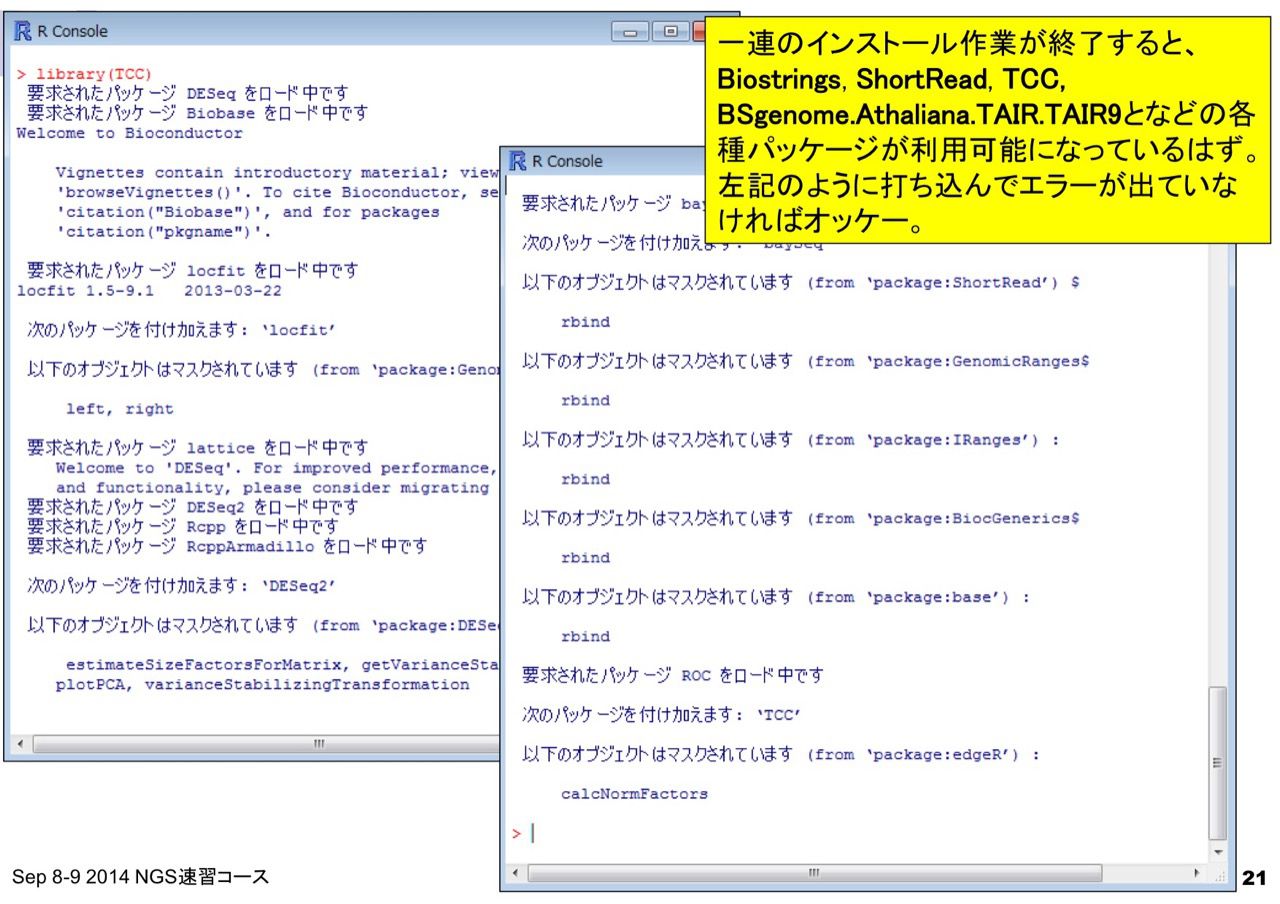 R Console
> library(TCC)
要求されたパッケージ DESeq をロード中です
要求されたパッケージ Biobase をロード中です
Welcome to Bioconductor
Vignettes contain introductory material; view
'browseVignettes()'. To cite Bioconductor, se
'citation("Biobase")', and for packages
'citation("pkgname")'.
要求されたパッケージ locfit をロード中です
locfit 1.5-9.1 2013-03-22
次のパッケージを付け加えます: ‘locfit’
以下のオブジェクトはマスクされています (from ‘package:Geno
left, right
要求されたパッケージ lattice をロード中です
Welcome to 'DESeq'. For improved performance,
and functionality, please consider migrating
要求されたパッケージ DESeq2 をロード中です
要求されたパッケージ Rcpp をロード中です
要求されたパッケージ RcppArmadillo をロード中です
次のパッケージを付け加えます: ‘DESeq2’
以下のオブジェクトはマスクされています (from ‘package:DESe
estimateSizeFactorsForMatrix, getVarianceSta
plotPCA, varianceStabilizingTransformation
一連のインストール作業が終了すると、
Biostrings, ShortRead, TCC,
BSgenome.Athaliana.TAIR.TAIR9となどの各
種パッケージが利用可能になっているはず。
左記のように打ち込んでエラーが出ていな
ければオッケー。
R Console
要求されたパッケージ bay
次のパッケージを付け加えます: ‘baySeq
以下のオブジェクトはマスクされています (from ‘package:ShortRead’) $
rbind
以下のオブジェクトはマスクされています (from ‘package:GenomicRanges$
rbind
以下のオブジェクトはマスクされています (from ‘package:IRanges’) :
rbind
以下のオブジェクトはマスクされています (from ‘package:BiocGenerics$
rbind
以下のオブジェクトはマスクされています (from ‘package:base’) :
rbind
要求されたパッケージ ROC をロード中です
次のパッケージを付け加えます: ‘TCC’
以下のオブジェクトはマスクされています (from ‘package:edgeR’) :
calcNormFactors
>
Sep 8-9 2014 NGS速習コース
21